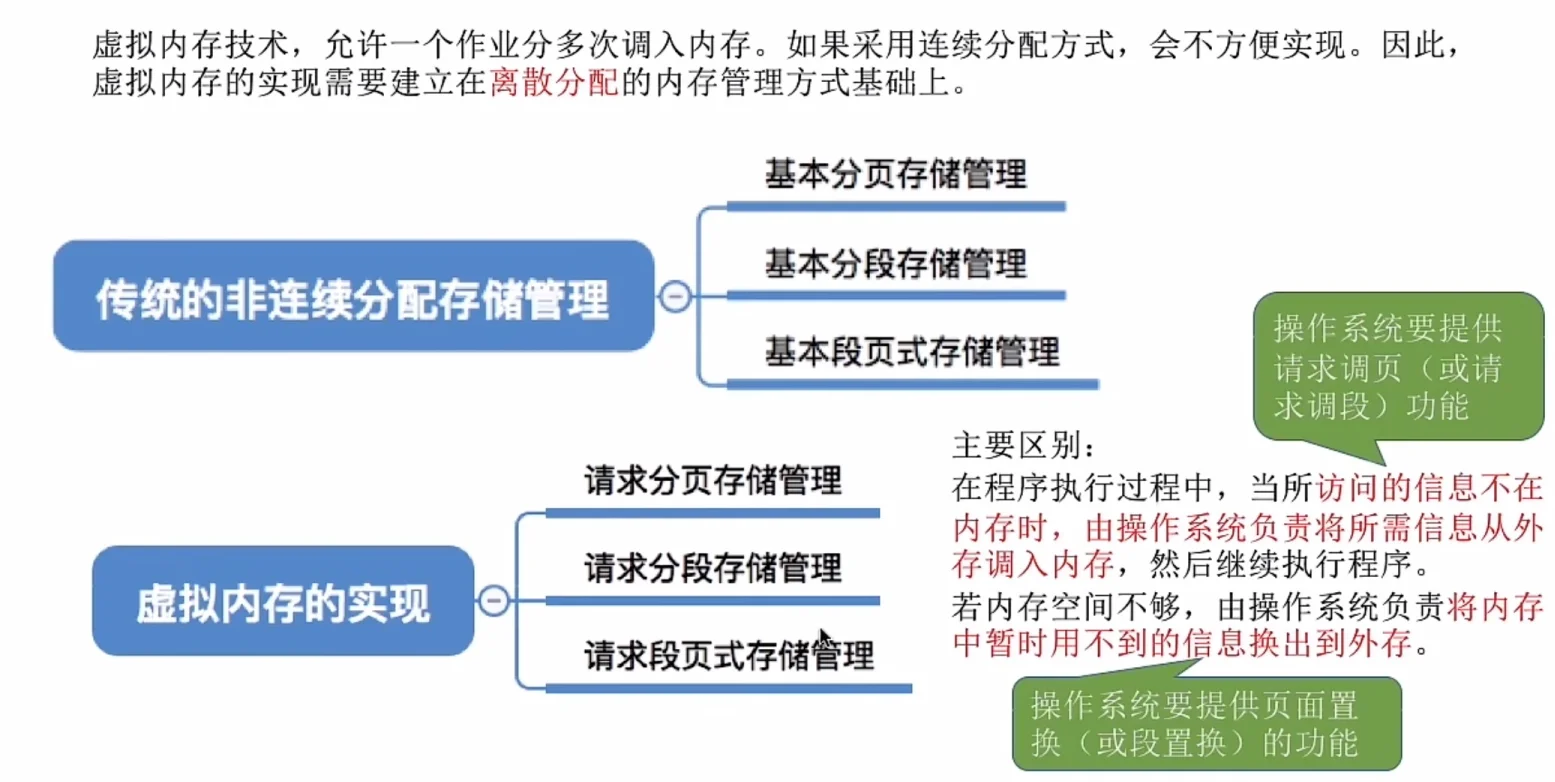 虚拟内存技术，允许一个作业分多次调入内存。如果采用连续分配方式，会不方便实现。因此，
虚拟内存的实现需要建立在离散分配的内存管理方式基础上。
传统的非连续分配存储管理
基本分页存储管理
基本分段存储管理
基本段页式存储管理
虚拟内存的实现
请求分页存储管理
请求分段存储管理
请求段页式存储管理
操作系统要提供
请求调页（或请
求调段）功能
主要区别：
在程序执行过程中，当所访问的信息不在
内存时，由操作系统负责将所需信息从外
存调入内存，然后继续执行程序。
若内存空间不够，由操作系统负责将内存
中暂时用不到的信息换出到外存。
操作系统要提供页面置
换（或段置换）的功能